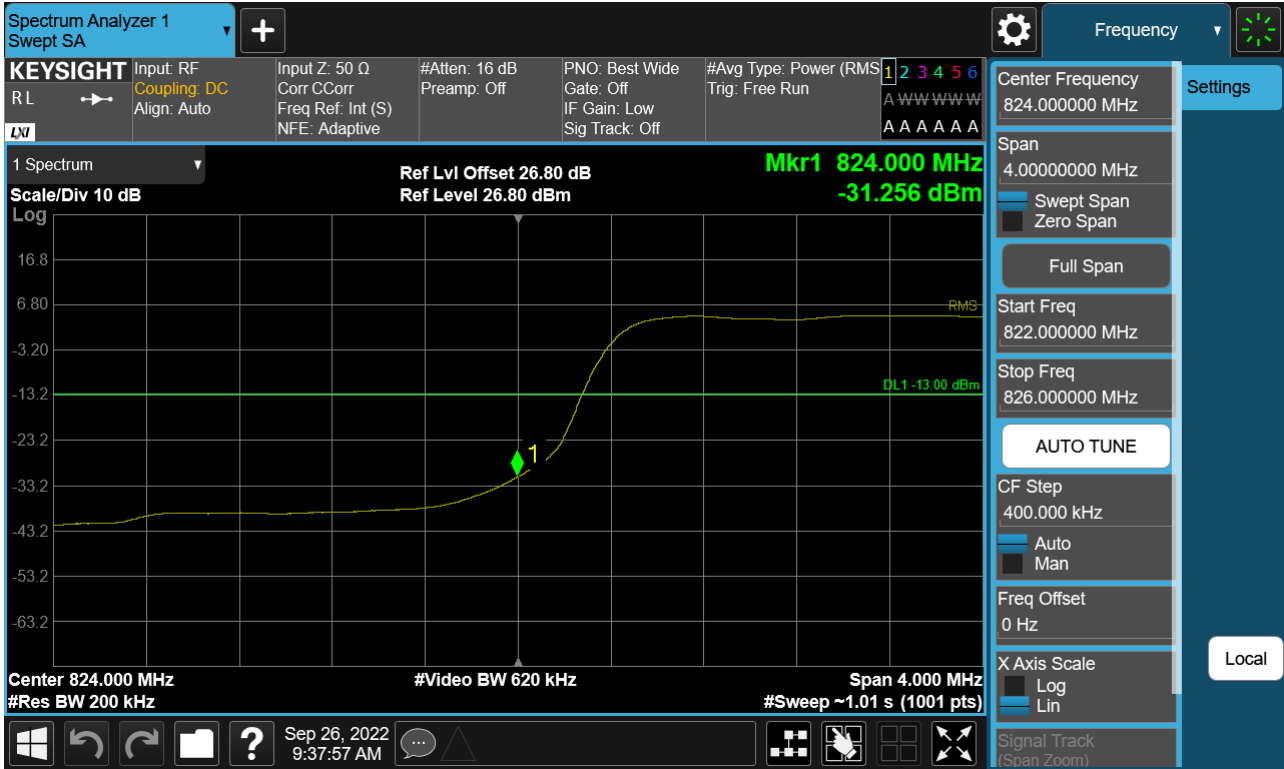 Spectrum Analyzer 1
Swept SA
Frequency
KEYSIGHT
R L
LXI
Input: RF
Coupling: DC
Align: Auto
Input Z: 50 Ω
Corr CCorr
Freq Ref: Int (S)
NFE: Adaptive
#Atten: 16 dB
Preamp: Off
PNO: Best Wide
Gate: Off
IF Gain: Low
Sig Track: Off
#Avg Type: Power (RMS
Trig: Free Run
1 2 3 4 5 6
A W W W W W
A A A A A A
1 Spectrum
Scale/Div 10 dB
Log
Ref Lvl Offset 26.80 dB
Ref Level 26.80 dBm
Mkr1 824.000 MHz
-31.256 dBm
16.8
6.80
-3.20
-13.2
-23.2
-33.2
-43.2
-53.2
-63.2
RMS
DL1 -13.00 dBm
1
Center 824.000 MHz
#Res BW 200 kHz
#Video BW 620 kHz
Span 4.000 MHz
#Sweep ~1.01 s (1001 pts)
Center Frequency
824.000000 MHz
Span
4.00000000 MHz
Swept Span
Zero Span
Full Span
Start Freq
822.000000 MHz
Stop Freq
826.000000 MHz
AUTO TUNE
CF Step
400.000 kHz
Auto
Man
Freq Offset
0 Hz
X Axis Scale
Log
Lin
Signal Track
(Span Zoom)
Settings
Local
?
Sep 26, 2022
9:37:57 AM